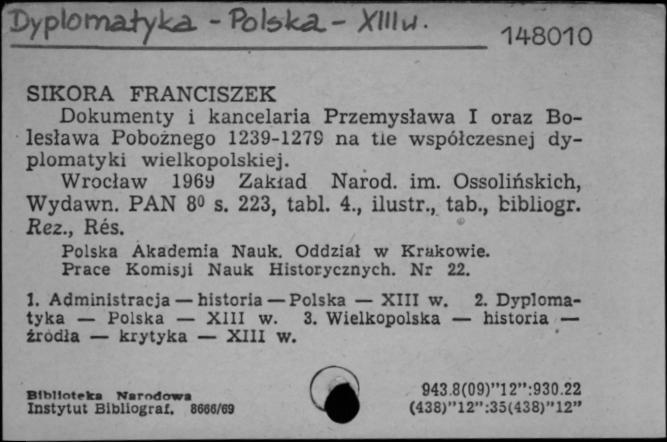 Dyplomatyka - Polska - XIII w.
148010
SIKORA FRANCISZEK
Dokumenty i kancelaria Przemysława I oraz Bo-
lesława Pobożnego 1239-1279 na tle współczesnej dy-
plomatyki wielkopolskiej.
Wrocław 1969 Zakład Narod. im. Ossolińskich,
Wydawn. PAN 8⁰ s. 223, tabl. 4., ilustr., tab., bibliogr.
Rez., Rés.
Polska Akademia Nauk. Oddział w Krakowie.
Prace Komisji Nauk Historycznych. Nr 22.
1. Administracja — historia — Polska — XIII w. 2. Dyploma-
tyka — Polska — XIII w. 3. Wielkopolska — historia —
źródła — krytyka — XIII w.
Biblioteka Narodowa
Instytut Bibliograf. 8666/69
943.8(09)"12":930.22
(438)"12":35(438)"12"